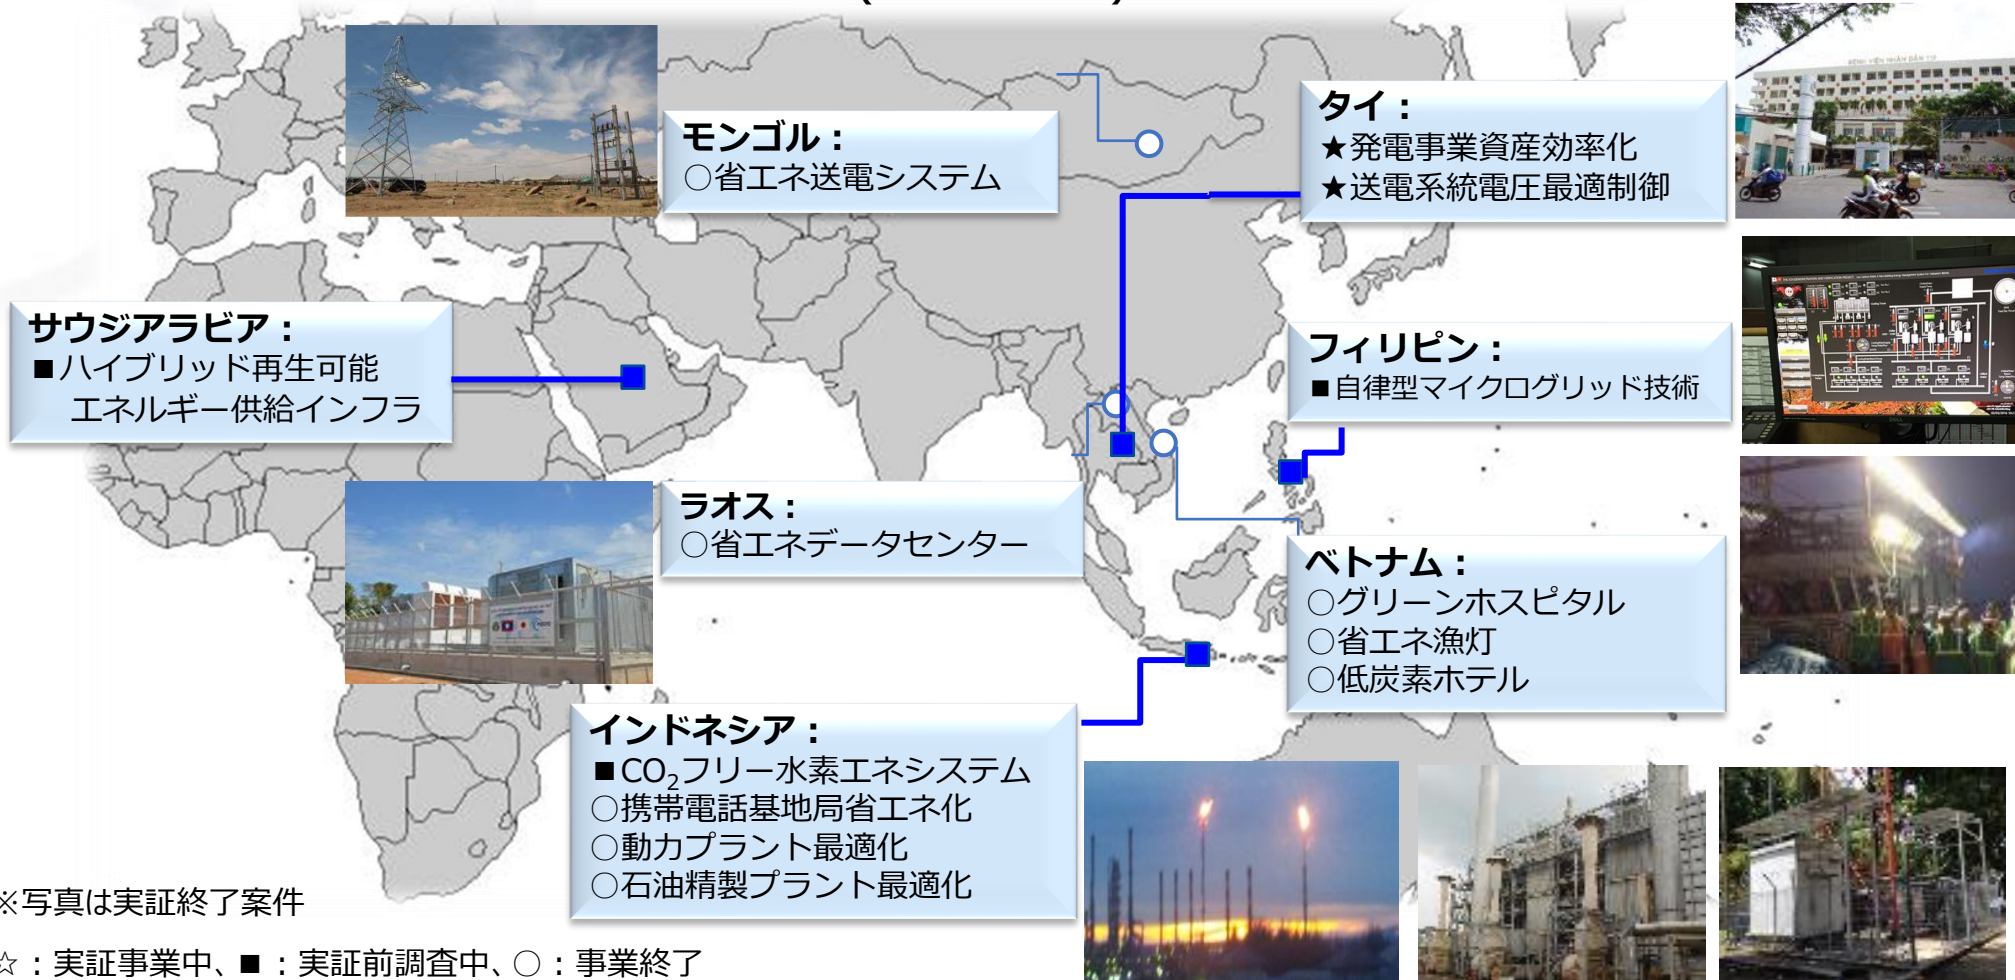 モンゴル：
○省エネ送電システム
タイ：
★発電事業資産効率化
★送電系統電圧最適制御
BỆNH VIỆN NHÂN DÂN 115
サウジアラビア：
■ハイブリッド再生可能
エネルギー供給インフラ
フィリピン：
■自律型マイクログリッド技術
ラオス：
○省エネデータセンター
ベトナム：
○グリーンホスピタル
○省エネ漁灯
○低炭素ホテル
インドネシア：
■CO₂フリー水素エネシステム
○携帯電話基地局省エネ化
○動力プラント最適化
○石油精製プラント最適化
※写真は実証終了案件
☆：実証事業中、■：実証前調査中、○：事業終了